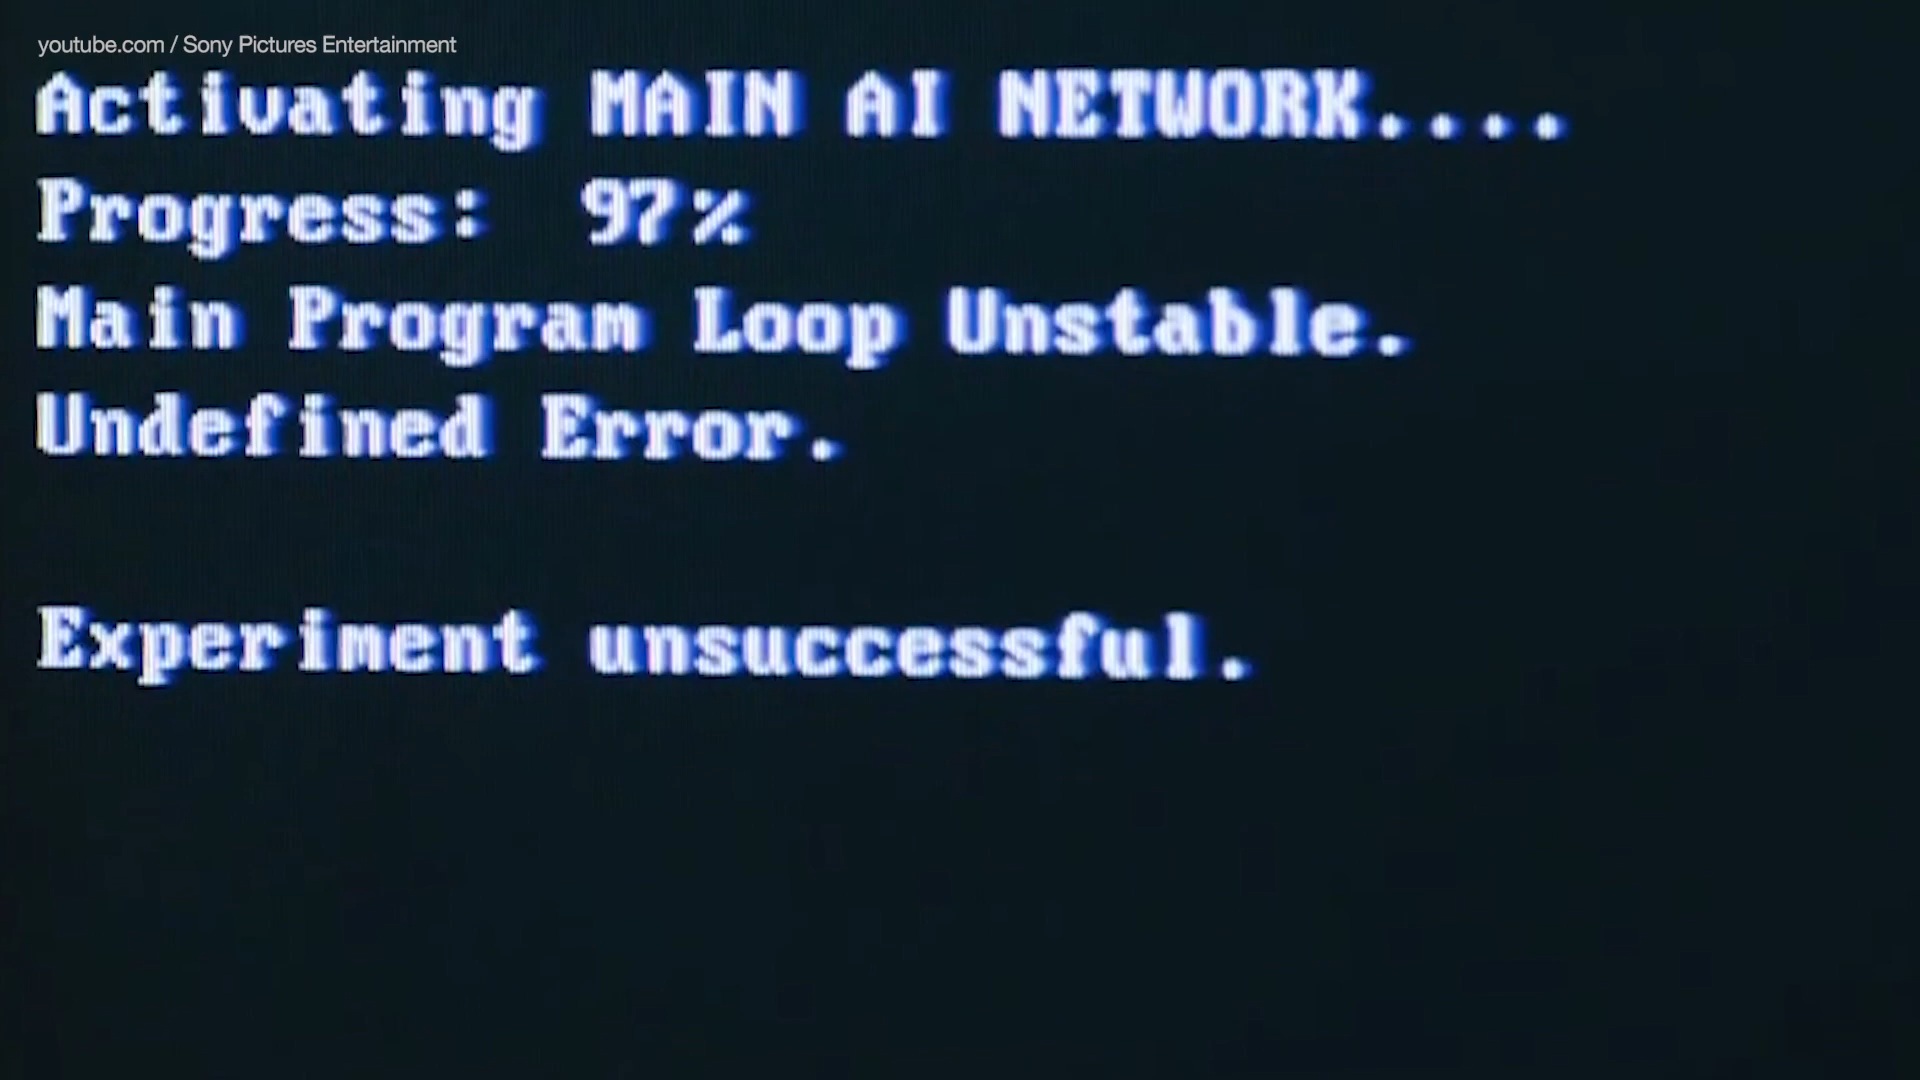 youtube.com / Sony Pictures Entertainment
Activating MAIN AI NETWORK....
Progress: 97%
Main Program Loop Unstable.
Undefined Error.
Experiment unsuccessful.